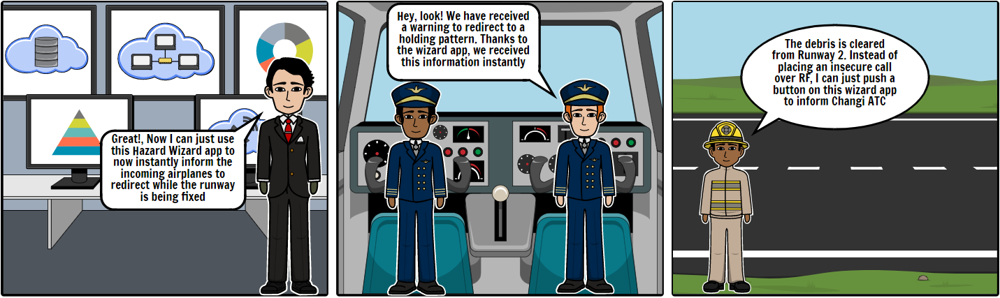 Great!, Now I can just use
this Hazard Wizard app to
now instantly inform the
incoming airplanes to
redirect while the runway
is being fixed
Hey, look! We have received
a warning to redirect to a
holding pattern. Thanks to
the wizard app, we received
this information instantly
The debris is cleared
from Runway 2. Instead of
placing an insecure call
over RF, I can just push a
button on this wizard app
to inform Changi ATC